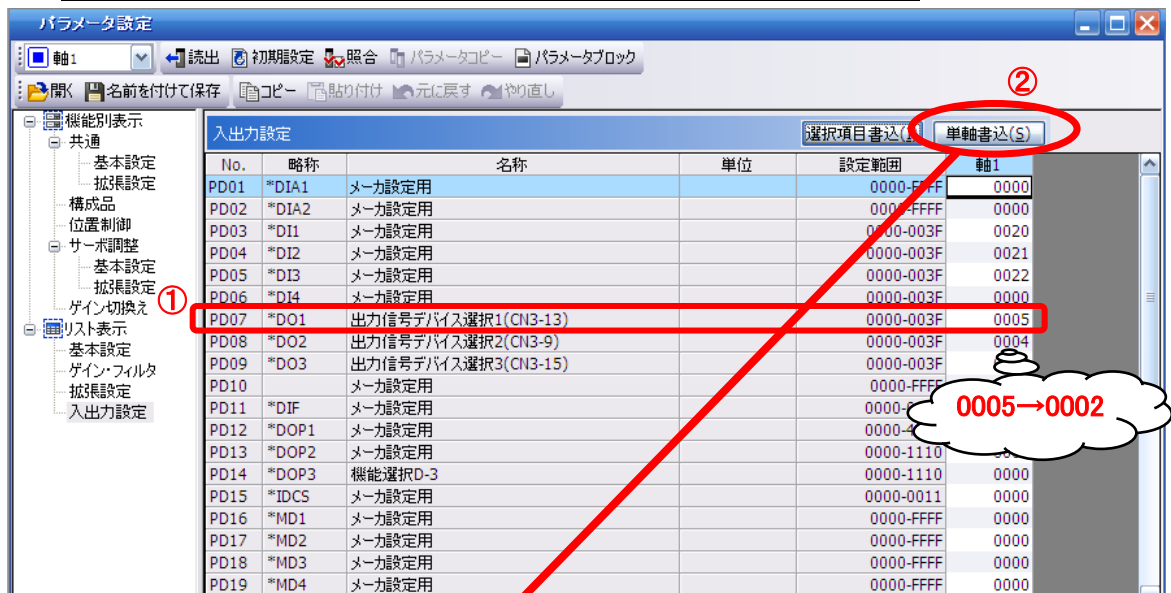 パラメータ設定
軸1 読出 初期設定 照合 パラメータコピー パラメータブロック
開く 名前を付けて保存 コピー 貼り付け 元に戻す やり直し
②
機能別表示
共通
基本設定
拡張設定
構成品
位置制御
サーボ調整
基本設定
拡張設定
ゲイン切換え
リスト表示
基本設定
ゲイン・フィルタ
拡張設定
入出力設定
①
入出力設定 選択項目書込( 単軸書込(S)
No. 略称 名称 単位 設定範囲 軸1
PD01 *DIA1 メーカ設定用 0000-FFFF 0000
PD02 *DIA2 メーカ設定用 0000-FFFF 0000
PD03 *DI1 メーカ設定用 0000-003F 0020
PD04 *DI2 メーカ設定用 0000-003F 0021
PD05 *DI3 メーカ設定用 0000-003F 0022
PD06 *DI4 メーカ設定用 0000-003F 0000
PD07 *DO1 出力信号デバイス選択1(CN3-13) 0000-003F 0005
PD08 *DO2 出力信号デバイス選択2(CN3-9) 0000-003F 0004
PD09 *DO3 出力信号デバイス選択3(CN3-15) 0000-003F
PD10 メーカ設定用 0000-FFFF
PD11 *DIF メーカ設定用
PD12 *DOP1 メーカ設定用
PD13 *DOP2 メーカ設定用 0000-1110
PD14 *DOP3 機能選択D-3 0000-1110 0000
PD15 *IDCS メーカ設定用 0000-0011 0000
PD16 *MD1 メーカ設定用 0000-FFFF 0000
PD17 *MD2 メーカ設定用 0000-FFFF 0000
PD18 *MD3 メーカ設定用 0000-FFFF 0000
PD19 *MD4 メーカ設定用 0000-FFFF 0000
0005→0002